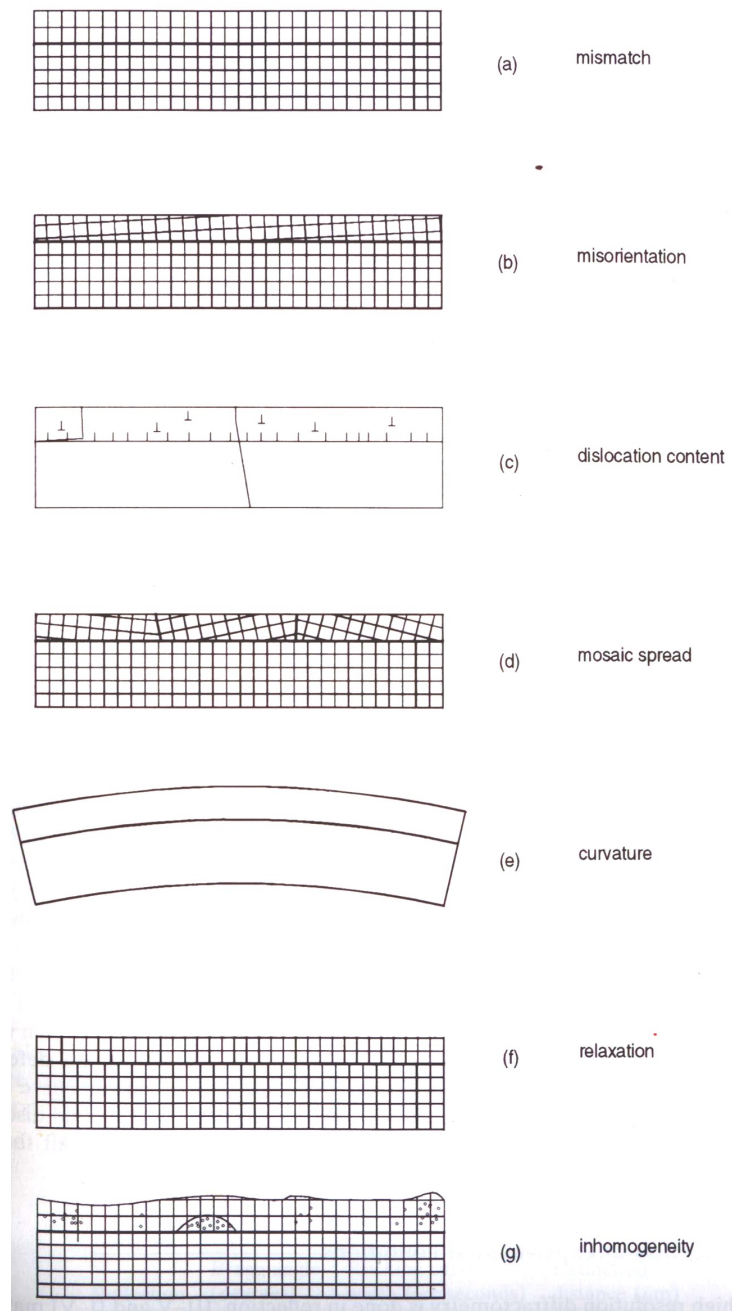 (a) mismatch
(b) misorientation
(c) dislocation content
(d) mosaic spread
(e) curvature
(f) relaxation
(g) inhomogeneity